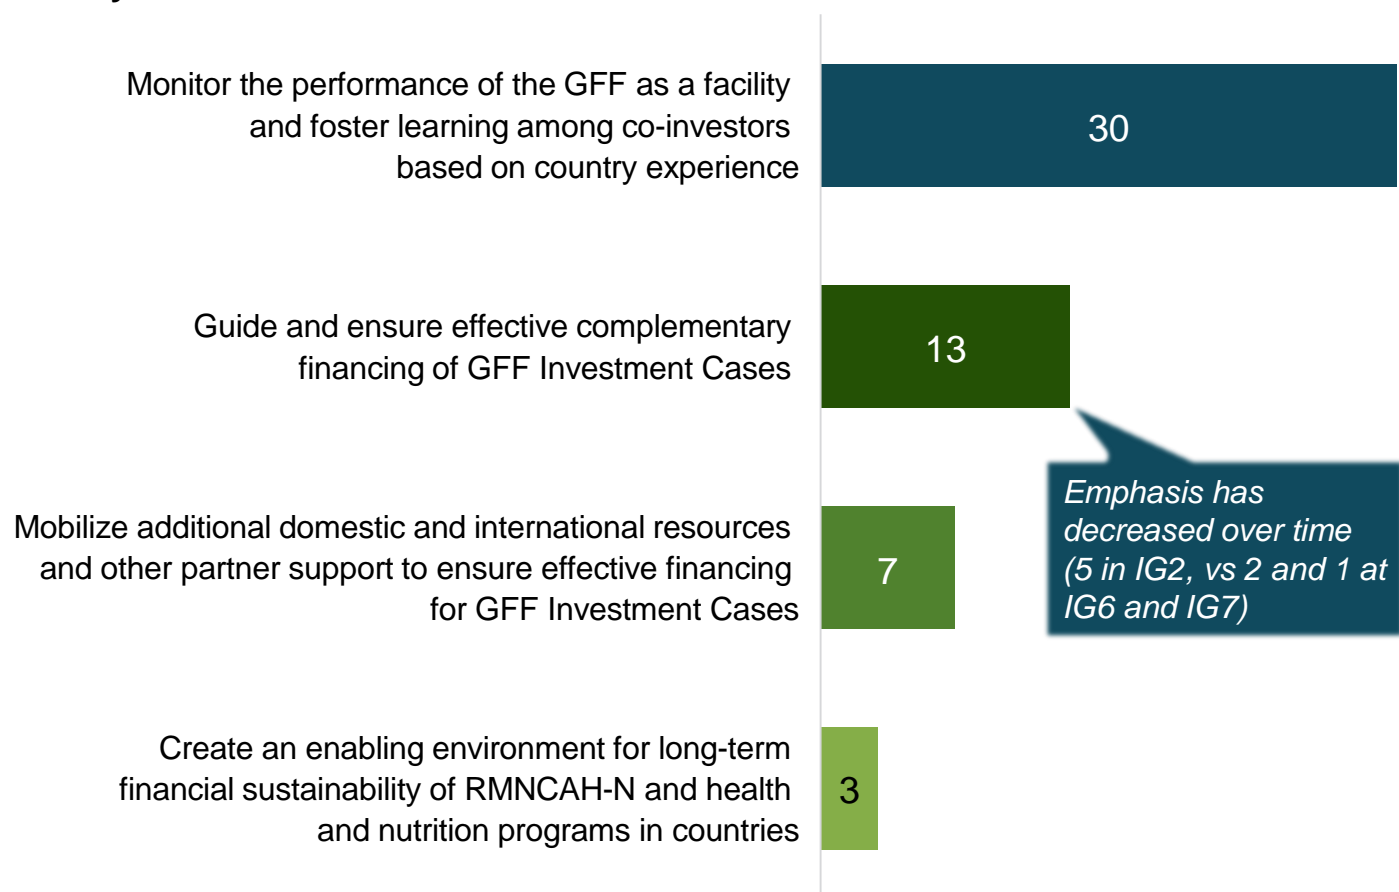 Monitor the performance of the GFF as a facility
and foster learning among co-investors
based on country experience
30
Guide and ensure effective complementary
financing of GFF Investment Cases
13
Emphasis has
decreased over time
(5 in IG2, vs 2 and 1 at
IG6 and IG7)
Mobilize additional domestic and international resources
and other partner support to ensure effective financing
for GFF Investment Cases
7
Create an enabling environment for long-term
financial sustainability of RMNCAH-N and health
and nutrition programs in countries
3